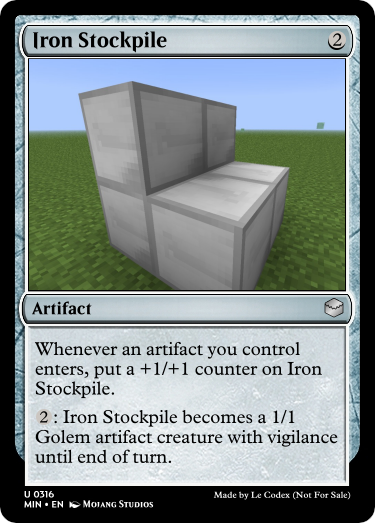 Iron Stockpile 2
Artifact
Whenever an artifact you control
enters, put a +1/+1 counter on Iron
Stockpile.
2: Iron Stockpile becomes a 1/1
Golem artifact creature with vigilance
until end of turn.
U 0316
MIN • EN Mojang Studios
Made by Le Codex (Not For Sale)